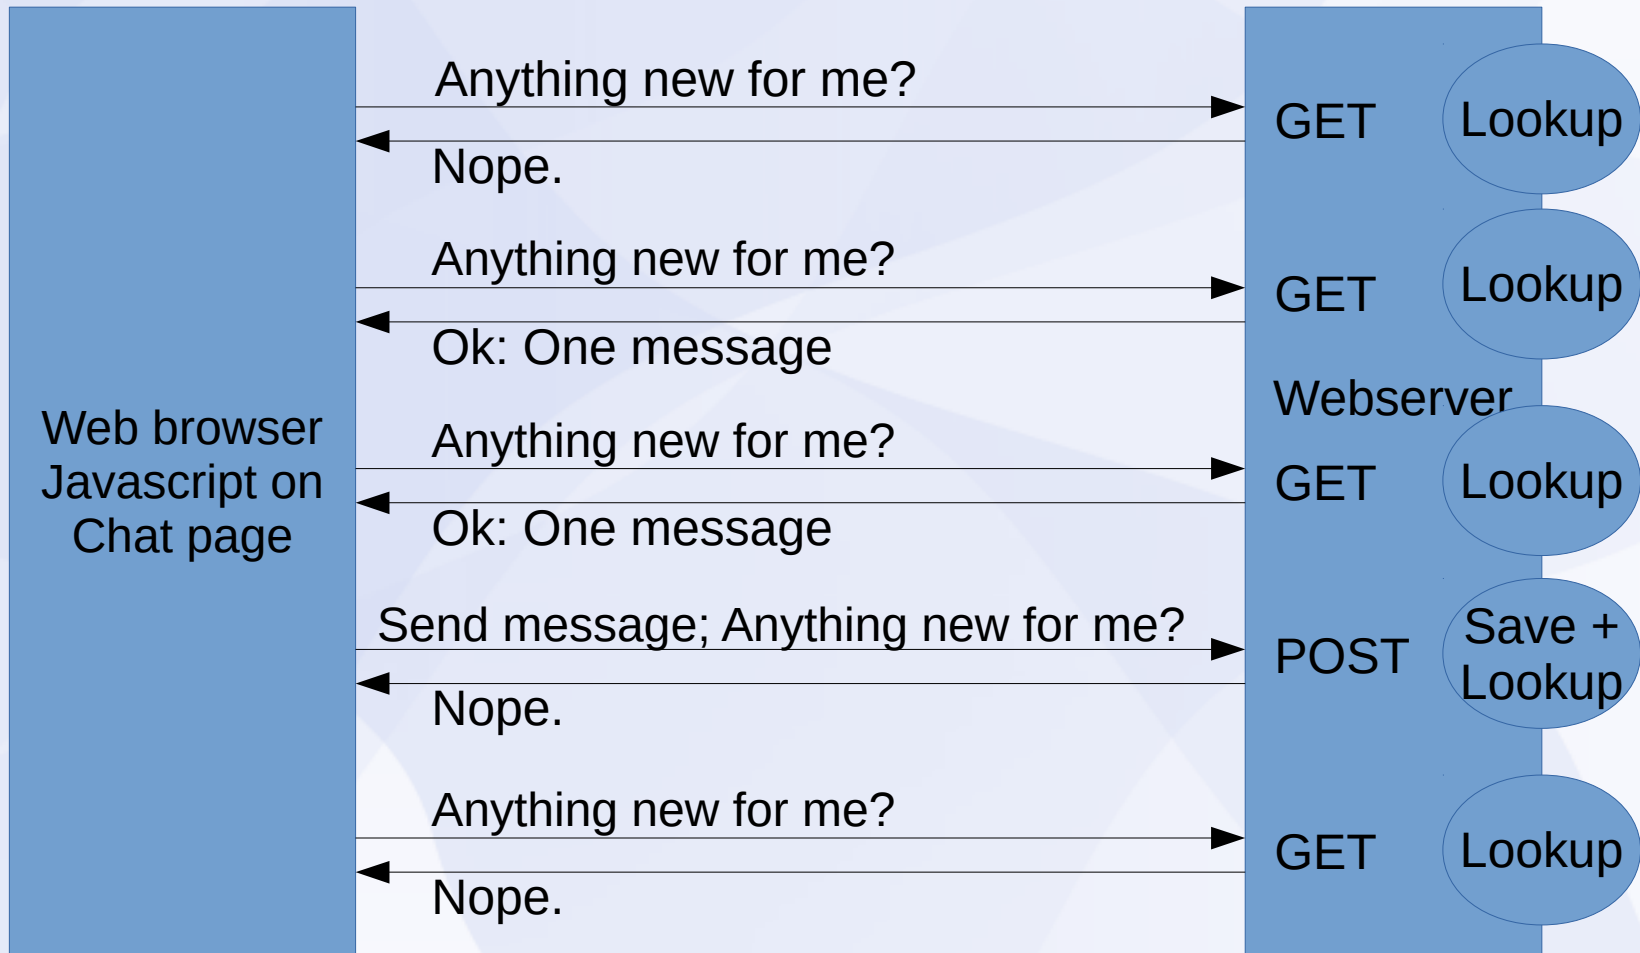 Anything new for me?
GET
Lookup
Nope.
Anything new for me?
GET
Lookup
Ok: One message
Webserver
Web browser
Javascript on
Chat page
Anything new for me?
GET
Lookup
Ok: One message
Send message; Anything new for me?
POST
Save +
Lookup
Nope.
Anything new for me?
GET
Lookup
Nope.